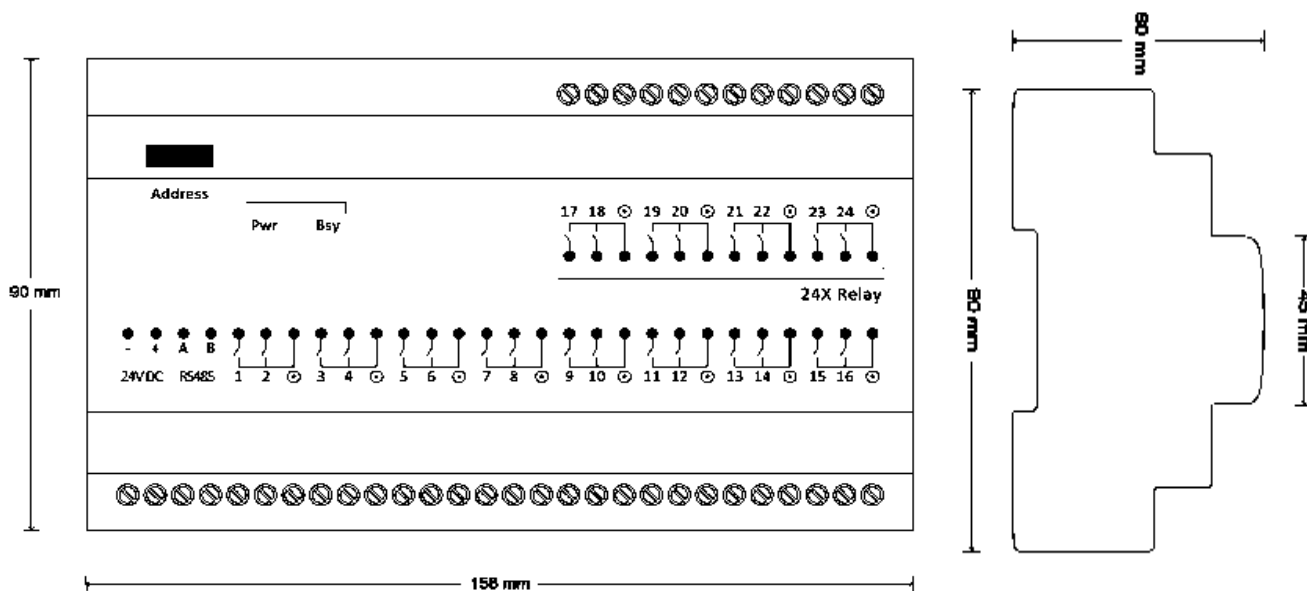 60 mm
Address
Pwr Bsy
17 18 19 20 21 22 23 24
24X Relay
90 mm
90 mm
45 mm
- + A B
24VDC RS485 1 2 3 4 5 6 7 8 9 10 11 12 13 14 15 16
158 mm